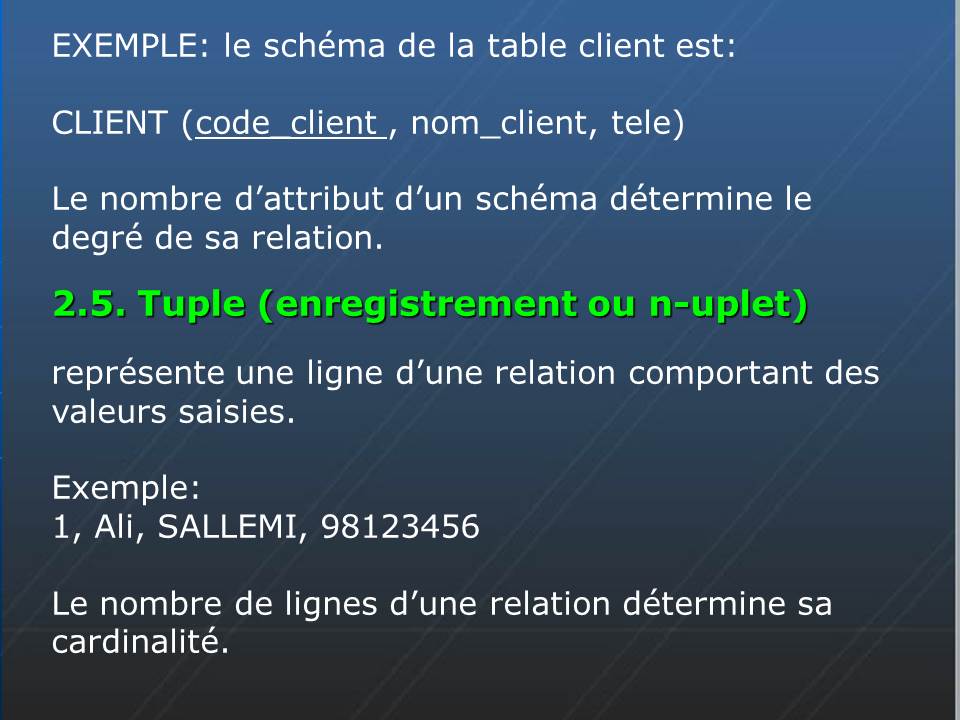 EXEMPLE: le schéma de la table client est:
CLIENT (code_client , nom_client, tele)
Le nombre d’attribut d’un schéma détermine le
degré de sa relation.
2.5. Tuple (enregistrement ou n-uplet)
représente une ligne d’une relation comportant des
valeurs saisies.
Exemple:
1, Ali, SALLEMI, 98123456
Le nombre de lignes d’une relation détermine sa
cardinalité.